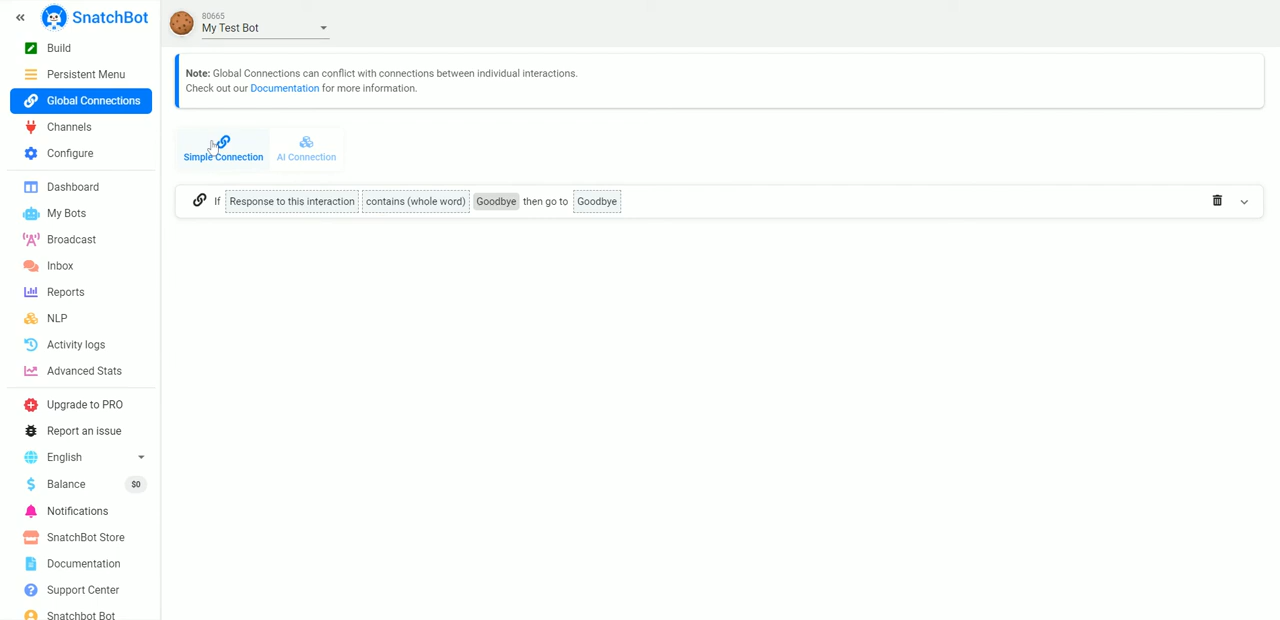 SnatchBot
Build
Persistent Menu
Global Connections
Channels
Configure
Dashboard
My Bots
Broadcast
Inbox
Reports
NLP
Activity logs
Advanced Stats
Upgrade to PRO
Report an issue
English
Balance $0
Notifications
SnatchBot Store
Documentation
Support Center
Snatchbot Bot
80665
My Test Bot
Note: Global Connections can conflict with connections between individual interactions.
Check out our Documentation for more information.
Simple Connection AI Connection
If Response to this interaction contains (whole word) Goodbye then go to Goodbye